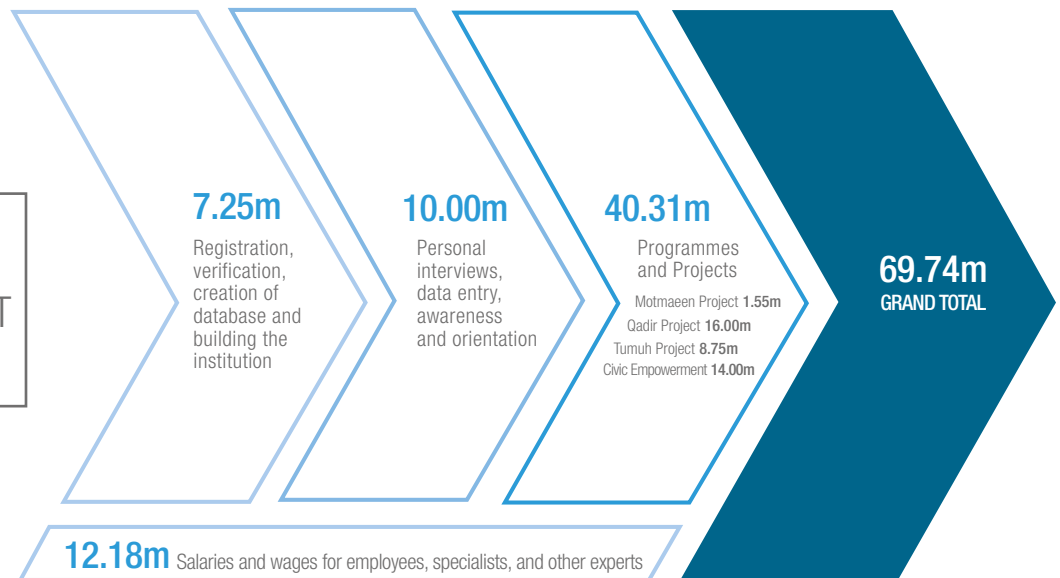 T
7.25m
Registration,
verification,
creation of
database and
building the
institution
10.00m
Personal
interviews,
data entry,
awareness
and orientation
40.31m
Programmes
and Projects
Motmaeen Project 1.55m
Qadir Project 16.00m
Tumuh Project 8.75m
Civic Empowerment 14.00m
69.74m
GRAND TOTAL
12.18m Salaries and wages for employees, specialists, and other experts